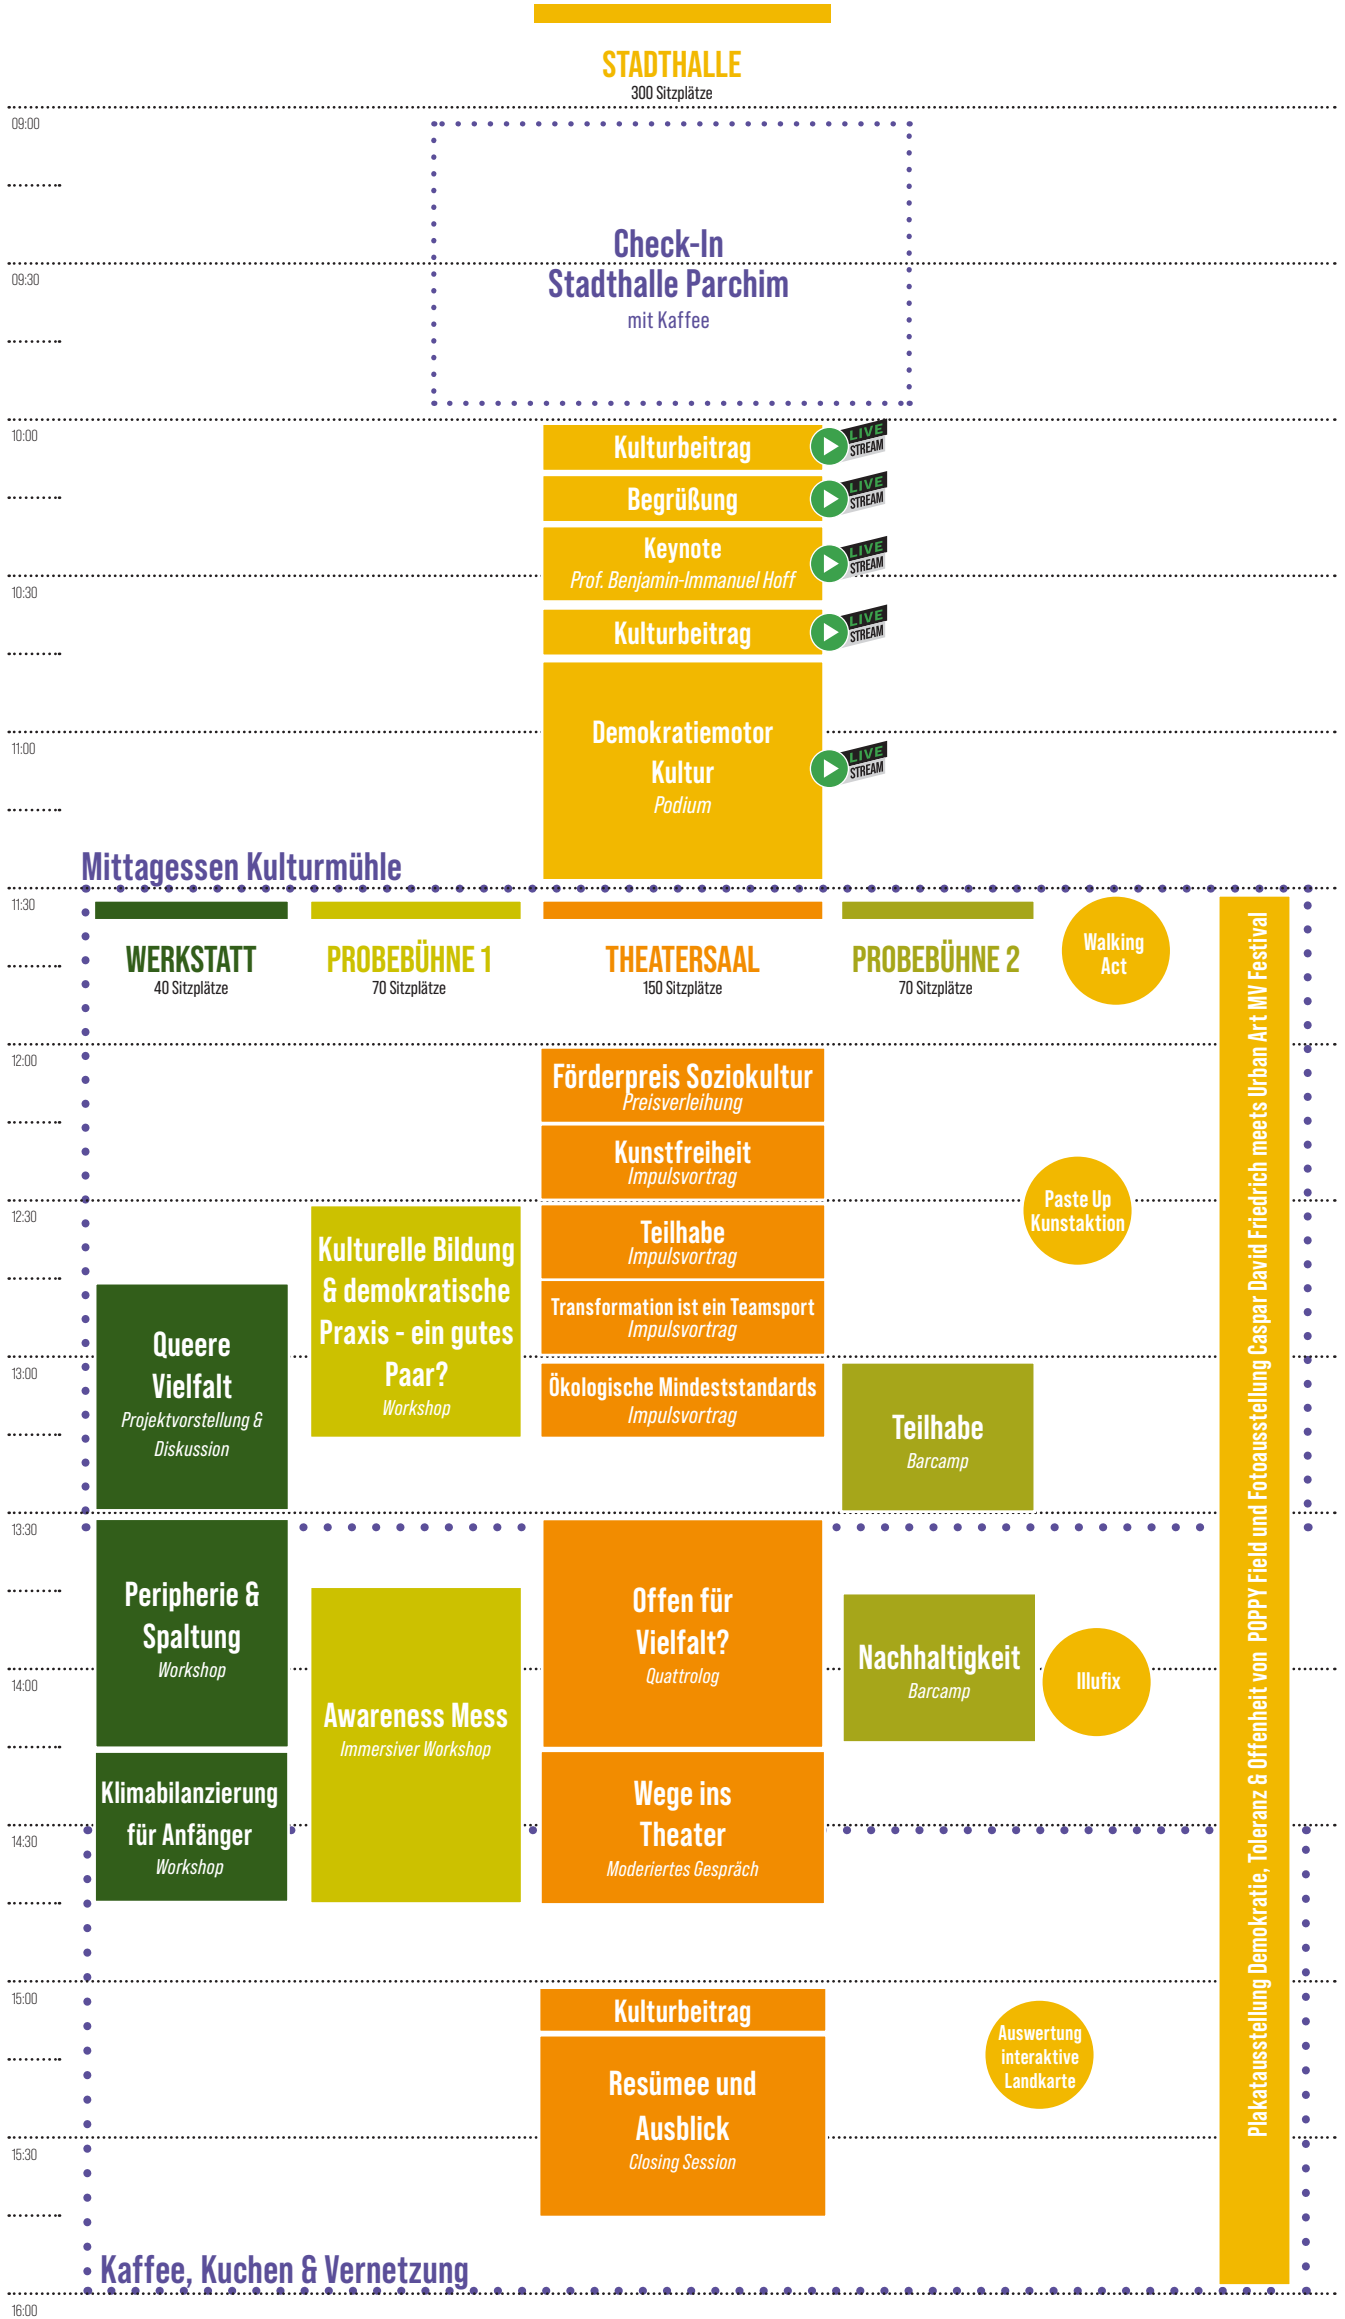 STADTHALLE
300 Sitzplätze
09:00
Check-In
09:30
Stadthalle Parchim
mit Kaffee
10:00
Kulturbeitrag
LIVE
STREAM
Begrüßung
LIVE
STREAM
Keynote
Prof. Benjamin-Immanuel Hoff
LIVE
STREAM
10:30
Kulturbeitrag
LIVE
STREAM
Demokratiemotor
Kultur
Podium
LIVE
STREAM
11:00
Mittagessen Kulturmühle
11:30
WERKSTATT
40 Sitzplätze
PROBEBÜHNE 1
70 Sitzplätze
THEATERSAAL
150 Sitzplätze
PROBEBÜHNE 2
70 Sitzplätze
Walking
Act
Plakatausstellung Demokratie, Toleranz & Offenheit von POPPY Field und Fotoausstellung Caspar David Friedrich meets Urban Art MV Festival
12:00
Förderpreis Soziokultur
Preisverleihung
Kunstfreiheit
Impulsvortrag
Paste Up
Kunstaktion
12:30
Teilhabe
Impulsvortrag
Kulturelle Bildung
& demokratische
Praxis - ein gutes
Paar?
Workshop
Transformation ist ein Teamsport
Impulsvortrag
Queere
Vielfalt
Projektvorstellung &
Diskussion
13:00
Ökologische Mindeststandards
Impulsvortrag
Teilhabe
Barcamp
13:30
Peripherie &
Spaltung
Workshop
Offen für
Vielfalt?
Quattrolog
Nachhaltigkeit
Barcamp
Illufix
14:00
Awareness Mess
Immersiver Workshop
Klimabilanzierung
für Anfänger
Workshop
Wege ins
Theater
Moderiertes Gespräch
14:30
15:00
Kulturbeitrag
Auswertung
interaktive
Landkarte
Resümee und
Ausblick
Closing Session
15:30
Kaffee, Kuchen & Vernetzung
16:00